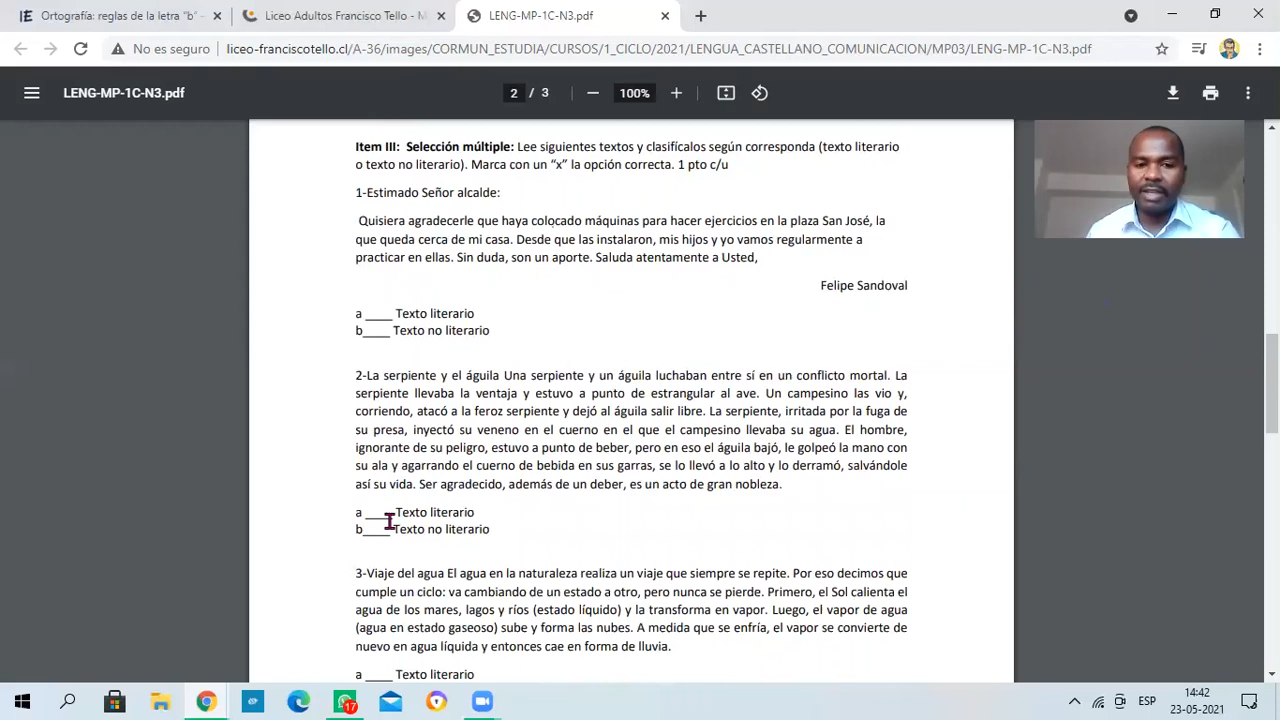 Ortografía: reglas de la letra "b"
Liceo Adultos Francisco Tello - M
LENG-MP-1C-N3.pdf
No es seguro
liceo-franciscotello.cl/A-36/images/CORMUN_ESTUDIA/CURSOS/1_CICLO/2021/LENGUA_CASTELLANO_COMUNICACION/MP03/LENG-MP-1C-N3.pdf
LENG-MP-1C-N3.pdf
2 / 3
100%
Item III: Selección múltiple: Lee siguientes textos y clasifícalos según corresponda (texto literario
o texto no literario). Marca con un “x” la opción correcta. 1 pto c/u
1-Estimado Señor alcalde:
Quisiera agradecerle que haya colocado máquinas para hacer ejercicios en la plaza San José, la
que queda cerca de mi casa. Desde que las instalaron, mis hijos y yo vamos regularmente a
practicar en ellas. Sin duda, son un aporte. Saluda atentamente a Usted,
Felipe Sandoval
a ____ Texto literario
b____ Texto no literario
2-La serpiente y el águila Una serpiente y un águila luchaban entre sí en un conflicto mortal. La
serpiente llevaba la ventaja y estuvo a punto de estrangular al ave. Un campesino las vio y,
corriendo, atacó a la feroz serpiente y dejó al águila salir libre. La serpiente, irritada por la fuga de
su presa, inyectó su veneno en el cuerno en el que el campesino llevaba su agua. El hombre,
ignorante de su peligro, estuvo a punto de beber, pero en eso el águila bajó, le golpeó la mano con
su ala y agarrando el cuerno de bebida en sus garras, se lo llevó a lo alto y lo derramó, salvándole
así su vida. Ser agradecido, además de un deber, es un acto de gran nobleza.
a ____ Texto literario
b____ Texto no literario
3-Viaje del agua El agua en la naturaleza realiza un viaje que siempre se repite. Por eso decimos que
cumple un ciclo: va cambiando de un estado a otro, pero nunca se pierde. Primero, el Sol calienta el
agua de los mares, lagos y ríos (estado líquido) y la transforma en vapor. Luego, el vapor de agua
(agua en estado gaseoso) sube y forma las nubes. A medida que se enfría, el vapor se convierte de
nuevo en agua líquida y entonces cae en forma de lluvia.
a ____ Texto literario
17
ESP
14:42
23-05-2021